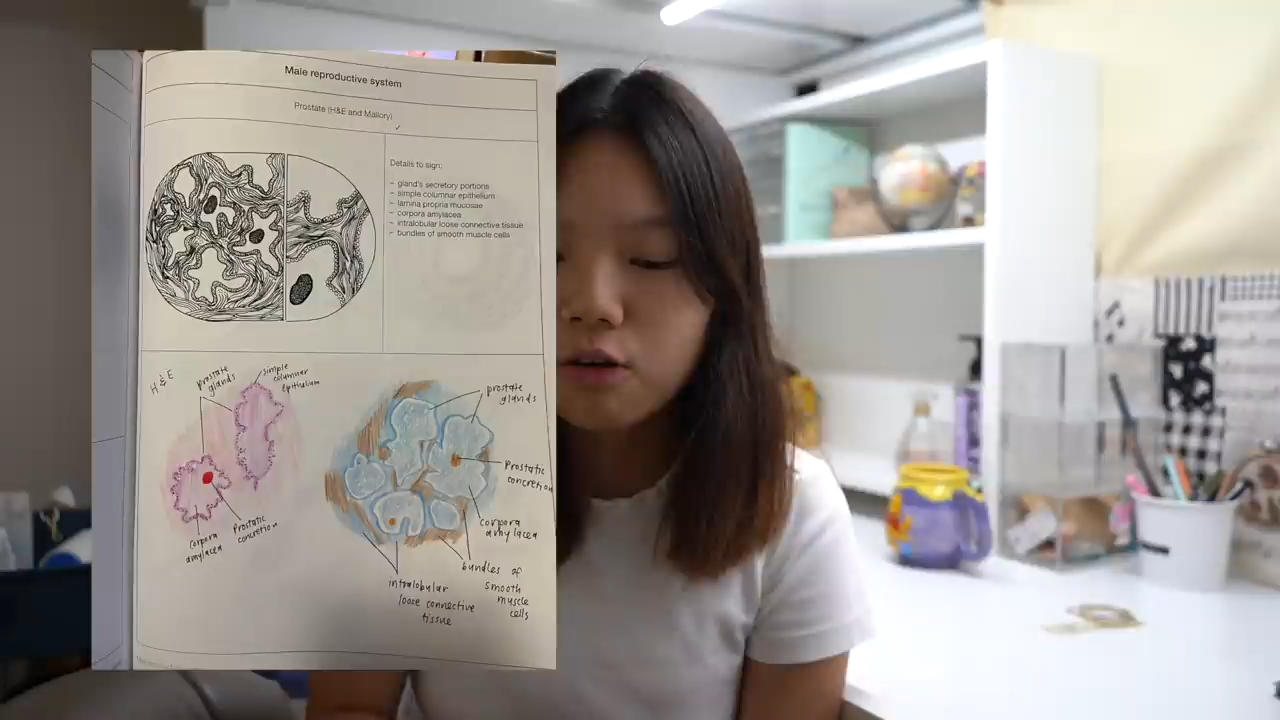 Male reproductive system
Prostate (H&E and Mallory)
Details to sign:
– gland's secretory portions
– simple columnar epithelium
– lamina propria mucosae
– corpora amylacea
– intralobular loose connective tissue
– bundles of smooth muscle cells
H & E
prostate
glands
simple
columnar
epithelium
corpora
amylacea
Prostatic
concretion
prostate
glands
Prostatic
concretion
corpora
amylacea
bundles of
smooth
muscle
cells
intralobular
loose connective
tissue